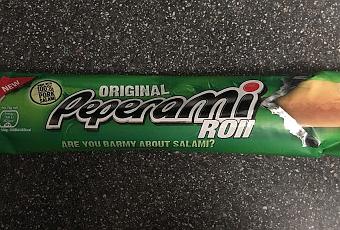 NEW
100%
PORK
SALAMI
ORIGINAL
Peperami
ROll
ARE YOU BARMY ABOUT SALAMI?